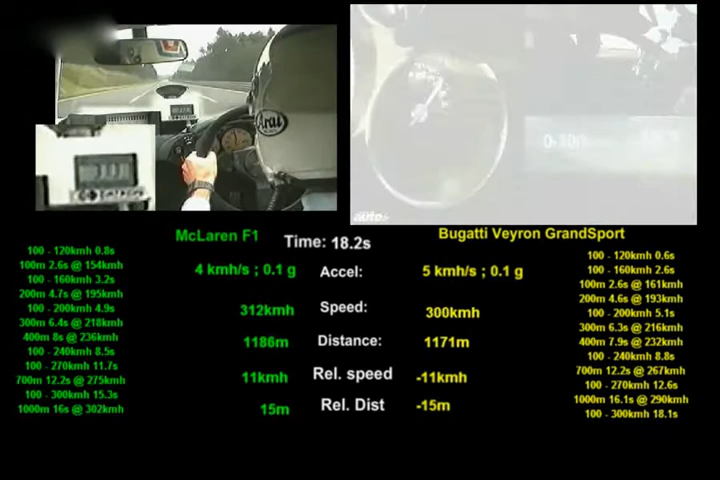 Arai
0-300
auto
McLaren F1
Time: 18.2s
Bugatti Veyron GrandSport
4 kmh/s ; 0.1 g
Accel:
5 kmh/s ; 0.1 g
312kmh
Speed:
300kmh
1186m
Distance:
1171m
11kmh
Rel. speed
-11kmh
15m
Rel. Dist
-15m
100 - 120kmh 0.8s
100m 2.6s @ 154kmh
100 - 160kmh 3.2s
200m 4.7s @ 195kmh
100 - 200kmh 4.9s
300m 6.4s @ 218kmh
400m 8s @ 236kmh
100 - 240kmh 8.5s
100 - 270kmh 11.7s
700m 12.2s @ 275kmh
100 - 300kmh 15.3s
1000m 16s @ 302kmh
100 - 120kmh 0.6s
100 - 160kmh 2.6s
100m 2.6s @ 161kmh
200m 4.6s @ 193kmh
100 - 200kmh 5.1s
300m 6.3s @ 216kmh
400m 7.9s @ 232kmh
100 - 240kmh 8.8s
700m 12.2s @ 267kmh
100 - 270kmh 12.6s
1000m 16.1s @ 290kmh
100 - 300kmh 18.1s